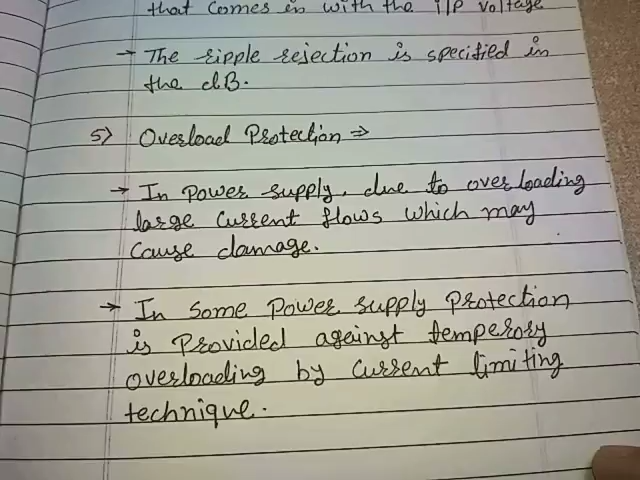 that comes in with the i/p voltage
→ The ripple rejection is specified in
the dB.
5) Overload Protection ⇒
→ In power supply, due to overloading
large current flows which may
cause damage.
→ In some power supply protection
is provided against temperory
overloading by current limiting
technique.